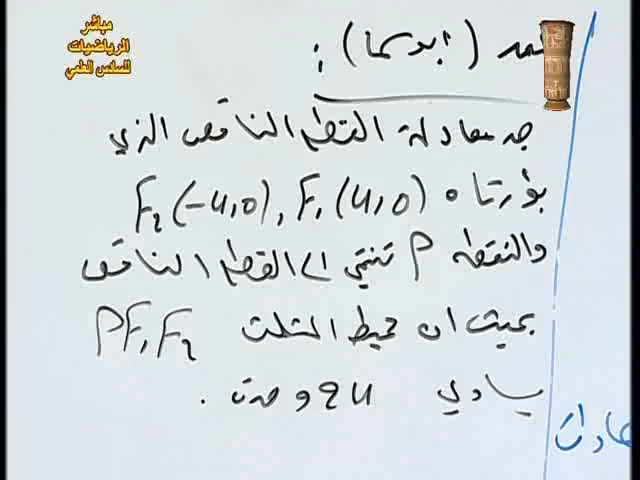 مباشر
الرياضيات
للسادس العلمي
(أبو سما) :
جد معادلة القطع الناقص الذي
بؤرتاه F₂(-4,0), F₁(4,0)
والنقطة P تنتمي الى القطع الناقص
بحيث ان محيط المثلث PF₁F₂
يساوي 24 وحدة .